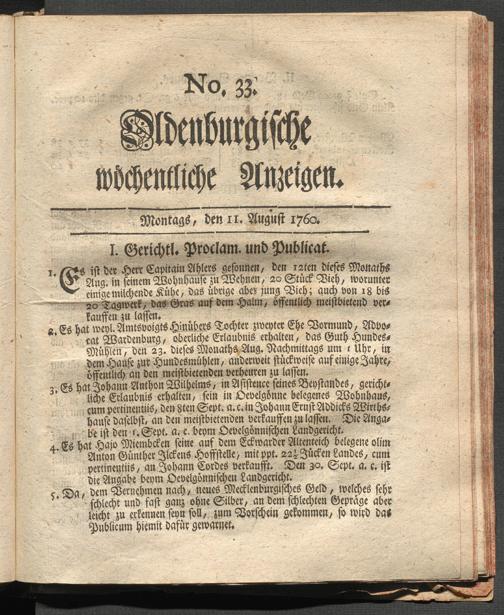 No. 33.
Oldenburgische
wöchentliche Anzeigen.
Montags, den 11. August 1760.
I. Gerichtl. Proclam. und Publicat.
1. Es ist der Herr Capitain Ahlers gesonnen, den 12ten dieses Monaths
Aug. in seinem Wohnhause zu Wehnen, 20 Stück Vieh, worunter
einige milchende Kühe, das übrige aber jung Vieh; auch von 18 bis
20 Tagwerk, das Gras auf dem Halm, öffentlich meistbietend ver-
kauffen zu lassen.
2. Es hat weyl. Amtsvoigts Hinübers Tochter zweyter Ehe Vormund, Advo-
cat Wardenburg, oberliche Erlaubnis erhalten, das Guth Hundes-
Mühlen, den 23. dieses Monaths Aug. Nachmittags um 1 Uhr, in
dem Hause zur Hundesmühlen, anderweit stückweise auf einige Jahre,
öffentlich an den meistbietenden verheuren zu lassen.
3. Es hat Johann Anthon Wilhelms, in Assistence seines Beystandes, gericht-
liche Erlaubnis erhalten, sein in Oevelgönne belegenes Wohnhaus,
cum pertinentiis, den 8ten Sept. a. c. in Johann Ernst Addicks Wirths-
hause daselbst, an den meistbietenden verkauffen zu lassen. Die Anga-
be ist den 1. Sept. a. c. beym Oevelgönnischen Landgericht.
4. Es hat Hajo Miembken seine auf dem Eckwarder Altenteich belegene olim
Anton Günther Jlckens Hoffstelle, mit ppt. 22½ Jücken Landes, cum
pertinentiis, an Johann Cordes verkaufft. Den 30. Sept. a. c. ist
die Angabe beym Oevelgönnischen Landgericht.
5. Da, dem Vernehmen nach, neues Mecklenburgisches Geld, welches sehr
schlecht und fast ganz ohne Silber, an dem schlechten Gepräge aber
leicht zu erkennen seyn soll, zum Vorschein gekommen, so wird das
Publicum hiemit dafür gewarnet.